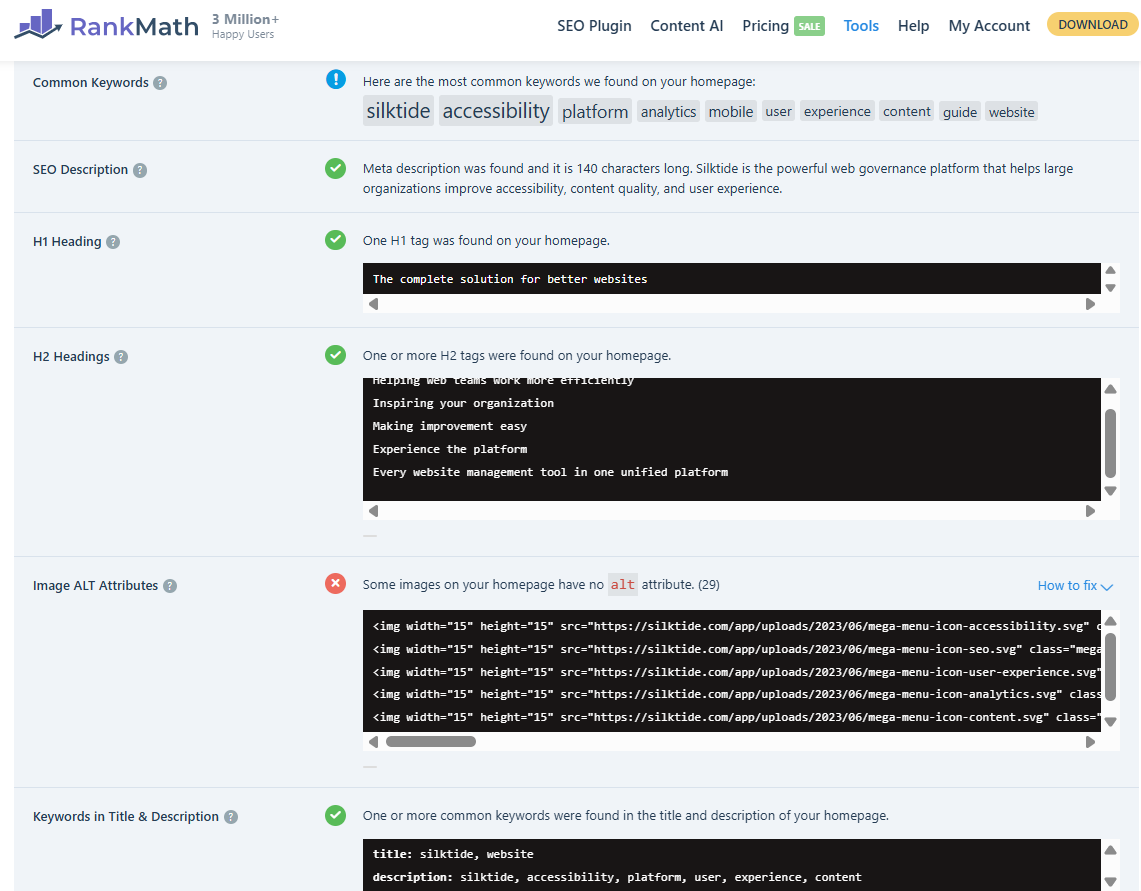 RankMath
3 Million+
Happy Users
SEO Plugin Content AI Pricing SALE Tools Help My Account DOWNLOAD
Common Keywords ?
!
Here are the most common keywords we found on your homepage:
silktide accessibility platform analytics mobile user experience content guide website
SEO Description ?
Meta description was found and it is 140 characters long. Silktide is the powerful web governance platform that helps large
organizations improve accessibility, content quality, and user experience.
H1 Heading ?
One H1 tag was found on your homepage.
The complete solution for better websites
H2 Headings ?
One or more H2 tags were found on your homepage.
Helping web teams work more efficiently
Inspiring your organization
Making improvement easy
Experience the platform
Every website management tool in one unified platform
Image ALT Attributes ?
Some images on your homepage have no alt attribute. (29)
How to fix
<img width="15" height="15" src="https://silktide.com/app/uploads/2023/06/mega-menu-icon-accessibility.svg" c
<img width="15" height="15" src="https://silktide.com/app/uploads/2023/06/mega-menu-icon-seo.svg" class="mega
<img width="15" height="15" src="https://silktide.com/app/uploads/2023/06/mega-menu-icon-user-experience.svg"
<img width="15" height="15" src="https://silktide.com/app/uploads/2023/06/mega-menu-icon-analytics.svg" class
<img width="15" height="15" src="https://silktide.com/app/uploads/2023/06/mega-menu-icon-content.svg" class="
Keywords in Title & Description ?
One or more common keywords were found in the title and description of your homepage.
title: silktide, website
description: silktide, accessibility, platform, user, experience, content